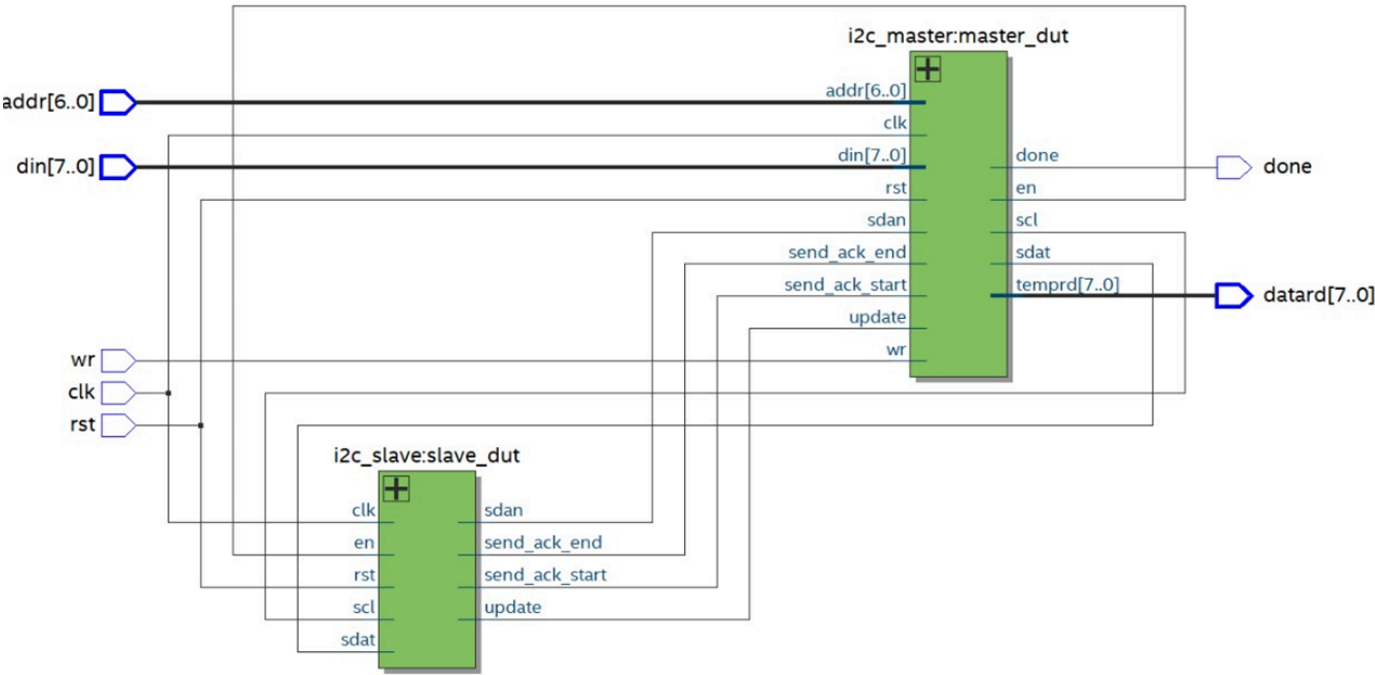 i2c_master:master_dut
addr[6..0]
addr[6..0]
clk
din[7..0]
din[7..0]
done
done
rst
en
sdan
scl
send_ack_end
sdat
send_ack_start
temprd[7..0]
datard[7..0]
update
wr
wr
clk
rst
i2c_slave:slave_dut
clk
sdan
en
send_ack_end
rst
send_ack_start
scl
update
sdat